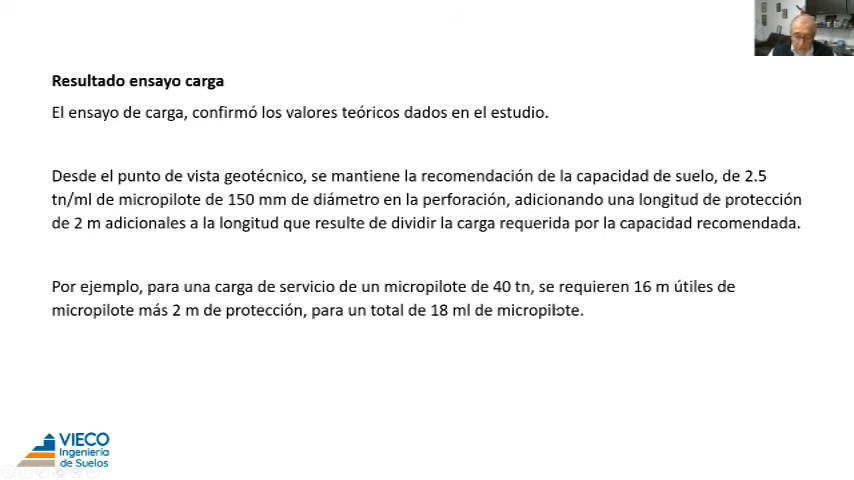 Resultado ensayo carga
El ensayo de carga, confirmó los valores teóricos dados en el estudio.
Desde el punto de vista geotécnico, se mantiene la recomendación de la capacidad de suelo, de 2.5
tn/ml de micropilote de 150 mm de diámetro en la perforación, adicionando una longitud de protección
de 2 m adicionales a la longitud que resulte de dividir la carga requerida por la capacidad recomendada.
Por ejemplo, para una carga de servicio de un micropilote de 40 tn, se requieren 16 m útiles de
micropilote más 2 m de protección, para un total de 18 ml de micropilote.
VIECO
Ingeniería
de Suelos